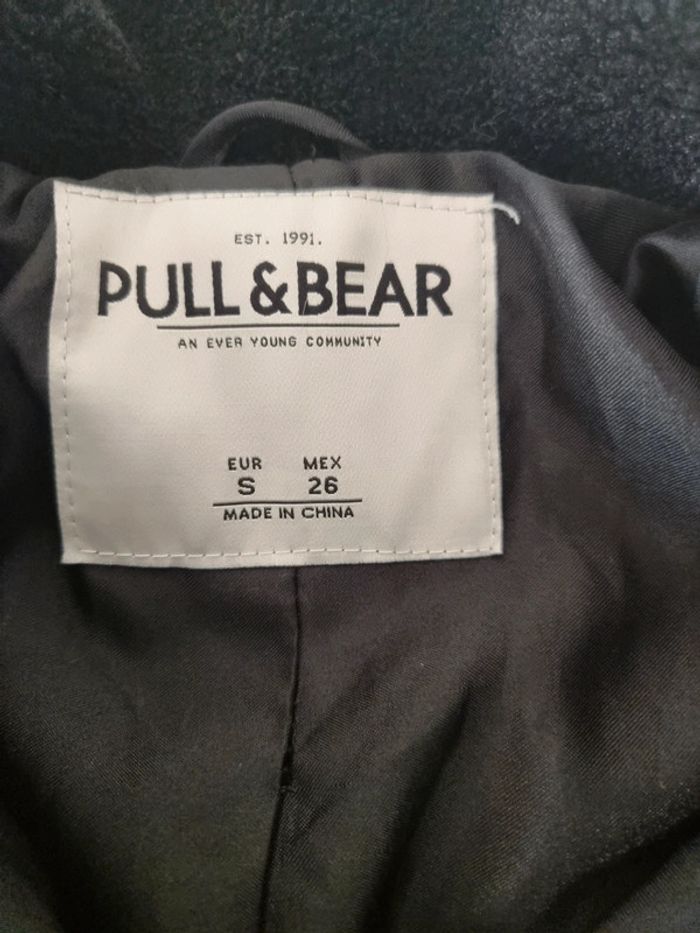 EST. 1991.
PULL&BEAR
AN EVER YOUNG COMMUNITY
EUR MEX
S 26
MADE IN CHINA